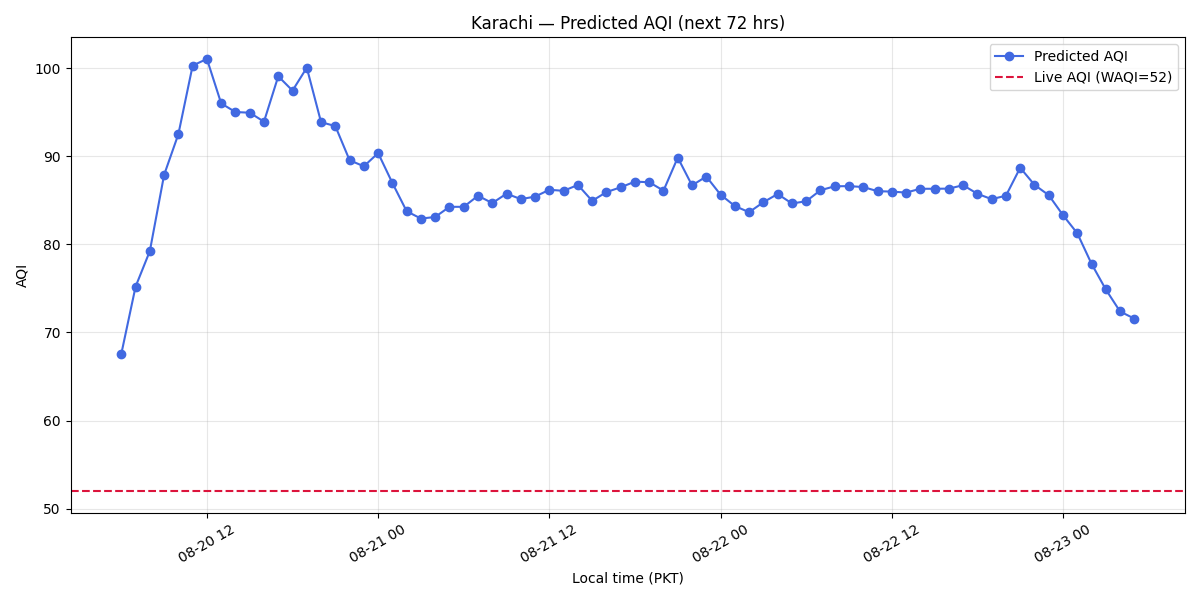 Karachi — Predicted AQI (next 72 hrs)
Predicted AQI
Live AQI (WAQI=52)
AQI
100
90
80
70
60
50
08-20 12
08-21 00
08-21 12
08-22 00
08-22 12
08-23 00
Local time (PKT)